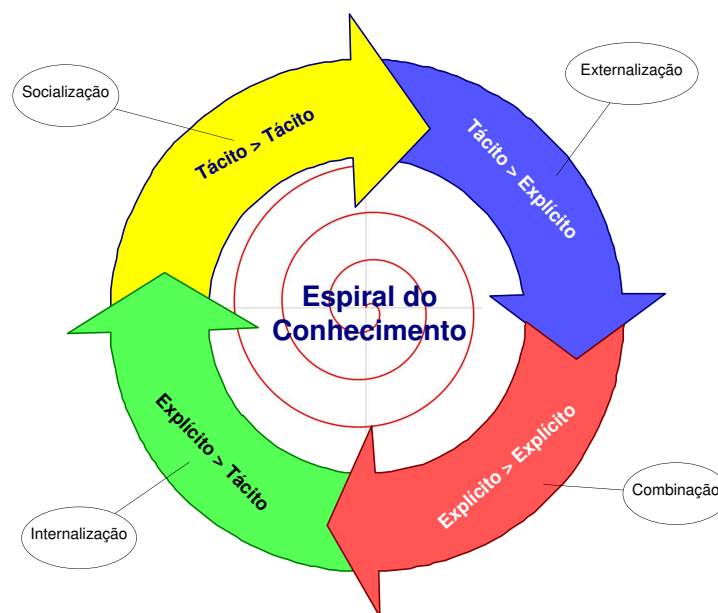 Socialização
Externalização
Tácito > Tácito
Tácito > Explícito
Espiral do
Conhecimento
Explícito > Tácito
Explícito > Explícito
Internalização
Combinação